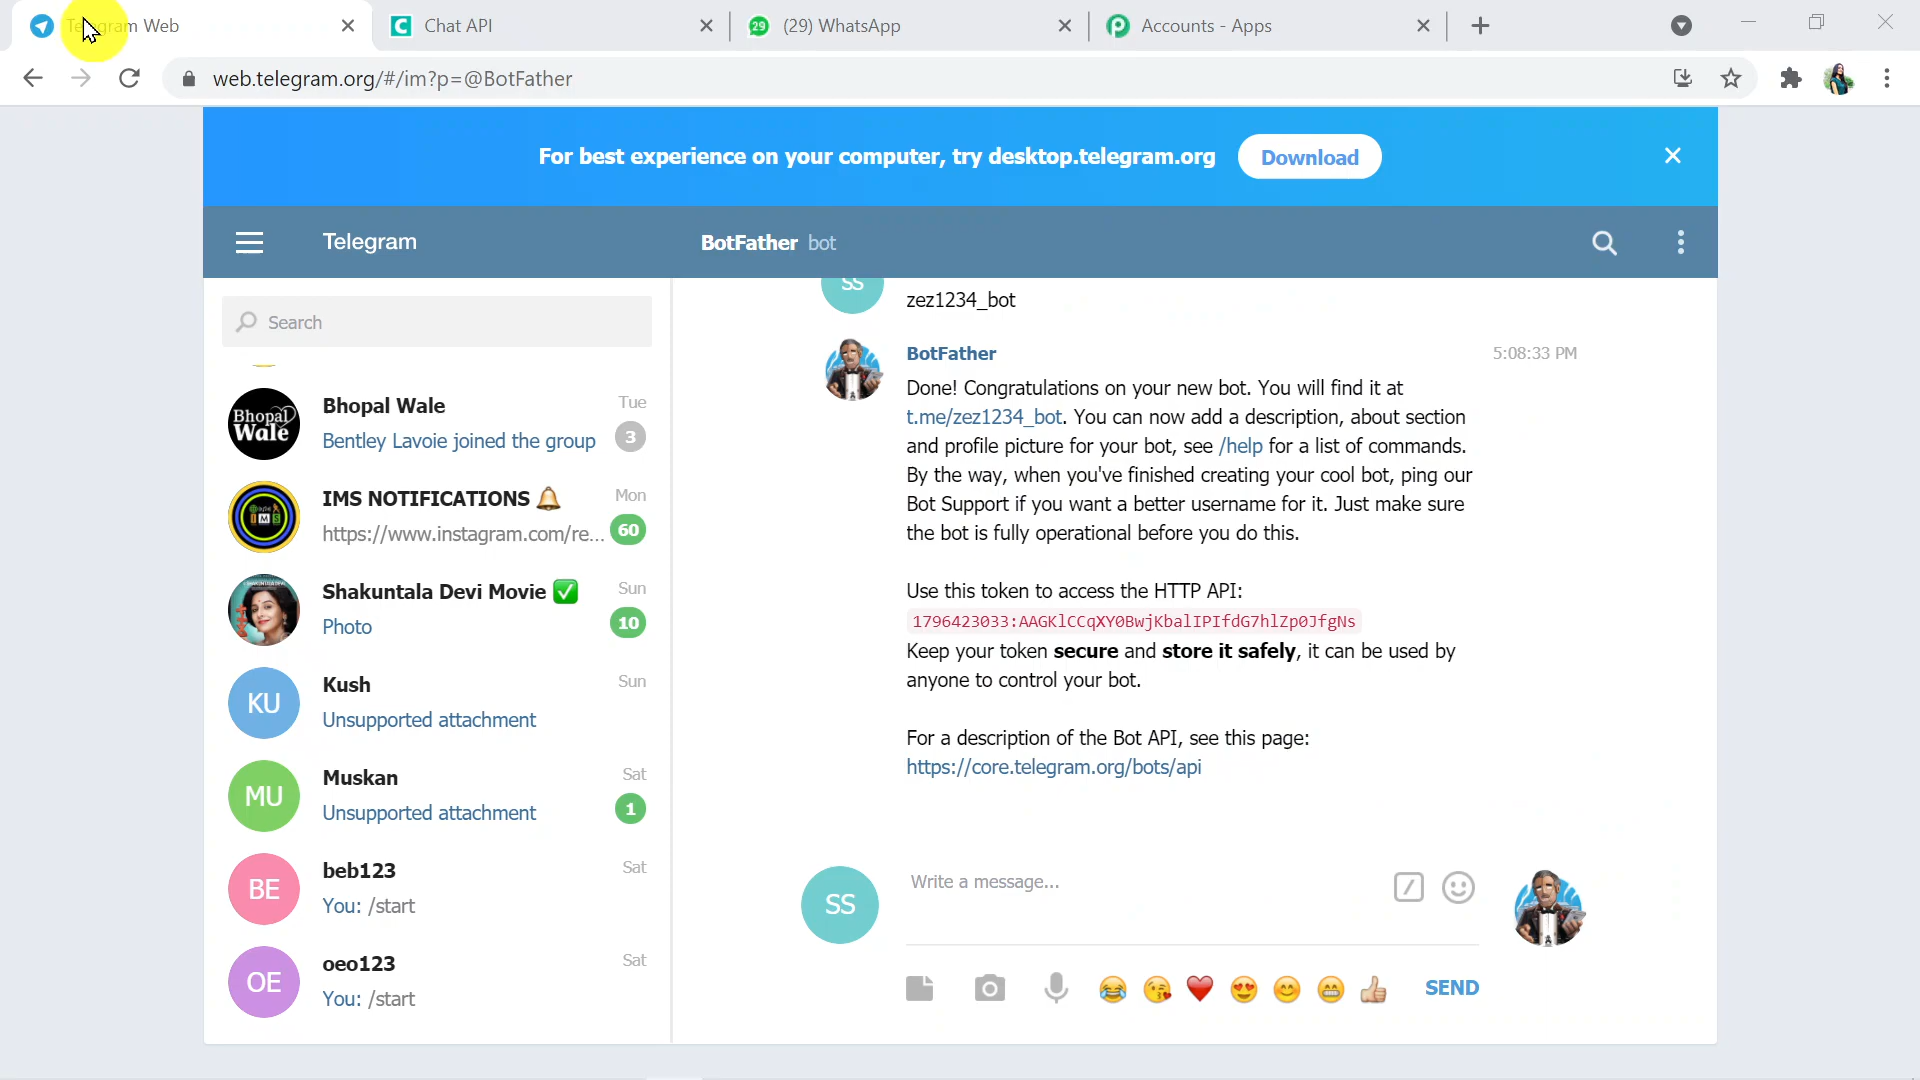 Telegram Web
Chat API
29
(29) WhatsApp
Accounts - Apps
web.telegram.org/#/im?p=@BotFather
For best experience on your computer, try desktop.telegram.org
Download
Telegram
BotFather bot
Search
Bhopal Wale
Bhopal Wale
Tue
Bentley Lavoie joined the group
3
IMS
IMS NOTIFICATIONS 🔔
Mon
https://www.instagram.com/re...
60
Shakuntala Devi Movie ✅
Sun
Photo
10
KU
Kush
Sun
Unsupported attachment
MU
Muskan
Sat
Unsupported attachment
1
BE
beb123
Sat
You: /start
OE
oeo123
Sat
You: /start
SS
zez1234_bot
BotFather
5:08:33 PM
Done! Congratulations on your new bot. You will find it at
t.me/zez1234_bot. You can now add a description, about section
and profile picture for your bot, see /help for a list of commands.
By the way, when you've finished creating your cool bot, ping our
Bot Support if you want a better username for it. Just make sure
the bot is fully operational before you do this.
Use this token to access the HTTP API:
1796423033:AAGKlCCqXY0BwjKbalIPIfdG7hlZp0JfgNs
Keep your token secure and store it safely, it can be used by
anyone to control your bot.
For a description of the Bot API, see this page:
https://core.telegram.org/bots/api
SS
Write a message...
SEND